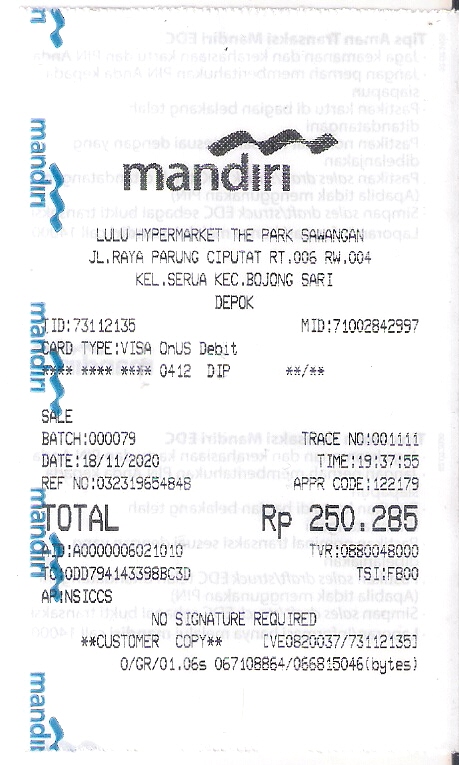 mandiri
LULU HYPERMARKET THE PARK SAWANGAN
JL.RAYA PARUNG CIPUTAT RT.006 RW.004
KEL.SERUA KEC.BOJONG SARI
DEPOK
TID:73112135 MID:71002842997
CARD TYPE:VISA OnUS Debit
**** **** **** 0412 DIP **/**
SALE
BATCH:000079 TRACE NO:001111
DATE:18/11/2020 TIME:19:37:55
REF NO:032319654848 APPR CODE:122179
TOTAL Rp 250.285
AID:A0000006021010 TVR:0880048000
TC:0DD794143398BC3D TSI:F800
AP:NSICCS
NO SIGNATURE REQUIRED
**CUSTOMER COPY** [VE0820037/73112135]
0/GR/01.06s 067108864/066815046(bytes)
mandiri
mandiri
mandiri
mandiri